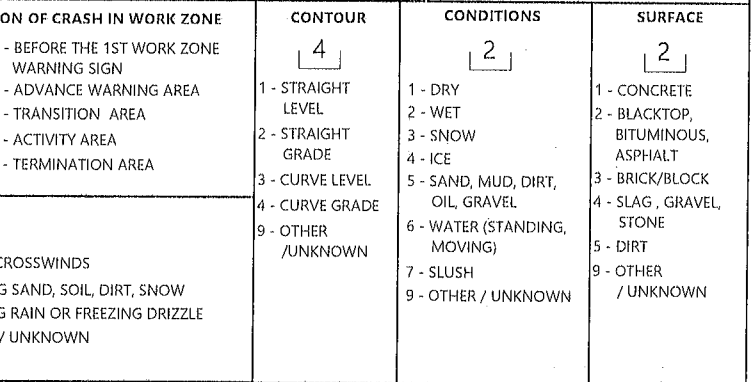 ON OF CRASH IN WORK ZONE
- BEFORE THE 1ST WORK ZONE
WARNING SIGN
- ADVANCE WARNING AREA
- TRANSITION AREA
- ACTIVITY AREA
- TERMINATION AREA
CROSSWINDS
G SAND, SOIL, DIRT, SNOW
G RAIN OR FREEZING DRIZZLE
/ UNKNOWN
CONTOUR
4
1 - STRAIGHT
LEVEL
2 - STRAIGHT
GRADE
3 - CURVE LEVEL
4 - CURVE GRADE
9 - OTHER
/UNKNOWN
CONDITIONS
2
1 - DRY
2 - WET
3 - SNOW
4 - ICE
5 - SAND, MUD, DIRT,
OIL, GRAVEL
6 - WATER (STANDING,
MOVING)
7 - SLUSH
9 - OTHER / UNKNOWN
SURFACE
2
1 - CONCRETE
2 - BLACKTOP,
BITUMINOUS,
ASPHALT
3 - BRICK/BLOCK
4 - SLAG , GRAVEL,
STONE
5 - DIRT
9 - OTHER
/ UNKNOWN